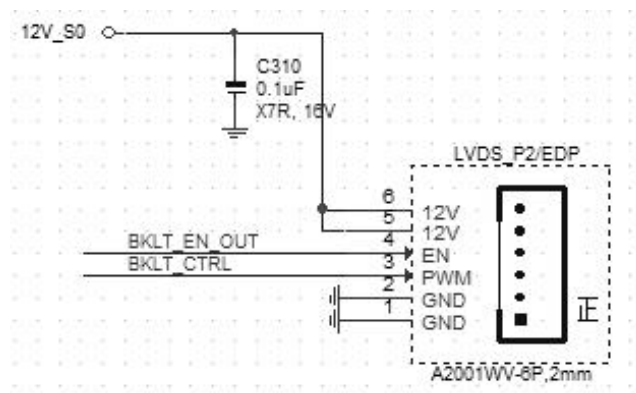 12V_S0
C310
0.1uF
X7R, 16V
LVDS_P2/EDP
6 12V
5 12V
BKLT_EN_OUT 4 EN
BKLT_CTRL 3 PWM
2 GND
1 GND
A2001WV-6P,2mm